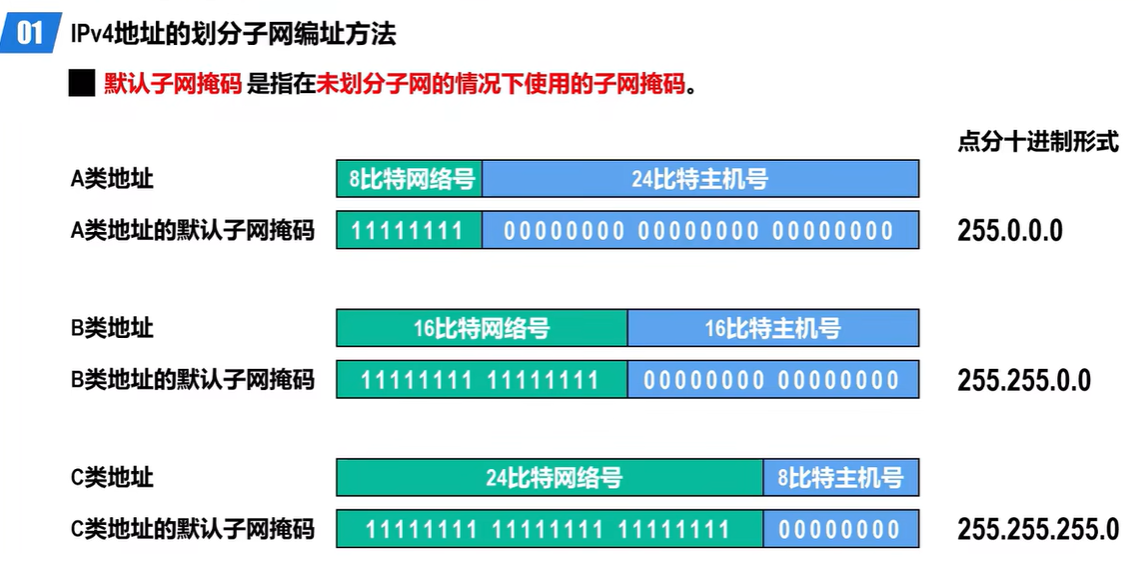 01 IPv4地址的划分子网编址方法
默认子网掩码是指在未划分子网的情况下使用的子网掩码。
点分十进制形式
A类地址 8比特网络号 24比特主机号
A类地址的默认子网掩码 11111111 00000000 00000000 00000000 255.0.0.0
B类地址 16比特网络号 16比特主机号
B类地址的默认子网掩码 11111111 11111111 00000000 00000000 255.255.0.0
C类地址 24比特网络号 8比特主机号
C类地址的默认子网掩码 11111111 11111111 11111111 00000000 255.255.255.0